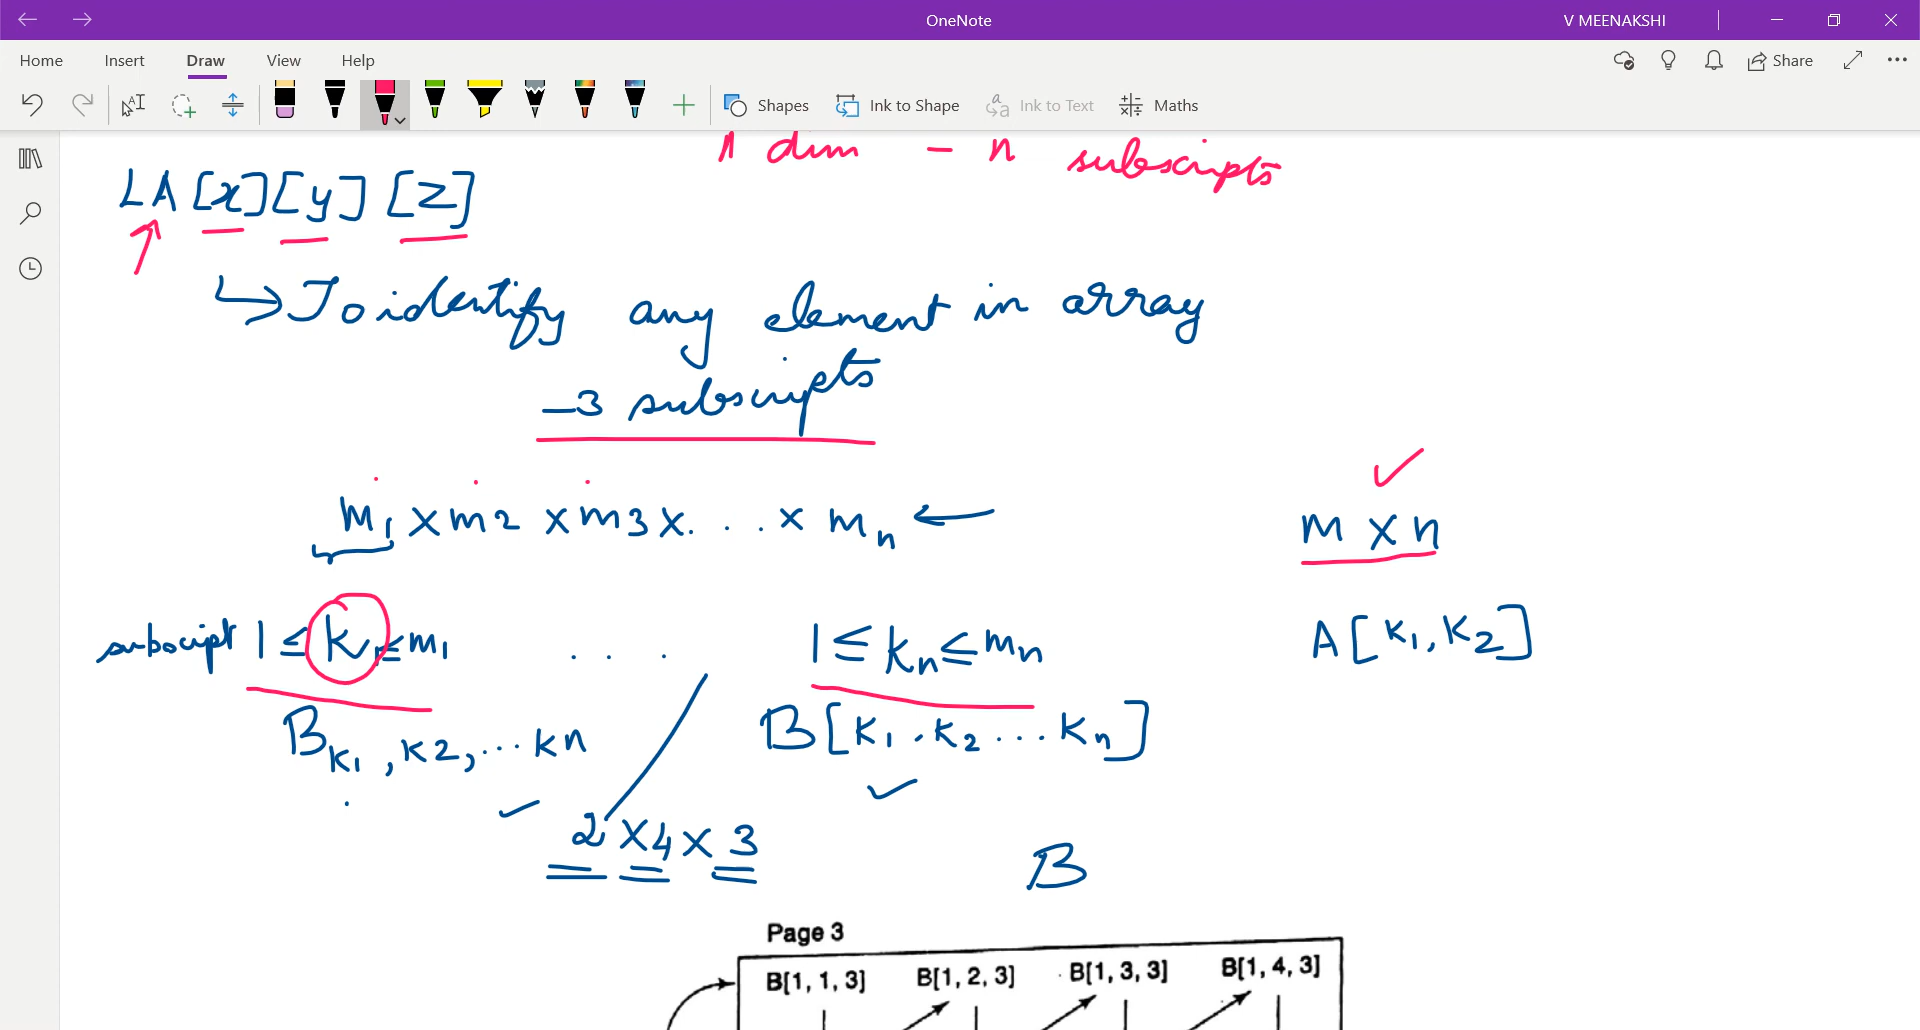 OneNote
V MEENAKSHI
Home Insert Draw View Help
Share
Shapes Ink to Shape Ink to Text Maths
n dim - n subscripts
LA [x][y] [z]
↳ To identify any element in array
-3 subscripts
m1 x m2 x m3 x . . . x mn ←
✓
m x n
subscipt 1 ≤ k1 ≤ m1 . . . 1 ≤ kn ≤ mn
A[K1, K2]
B K1, K2, ... Kn
B[K1 . K2 ... Kn]
✓ ✓
2 x 4 x 3
B
Page 3
B[1, 1, 3] B[1, 2, 3] B[1, 3, 3] B[1, 4, 3]